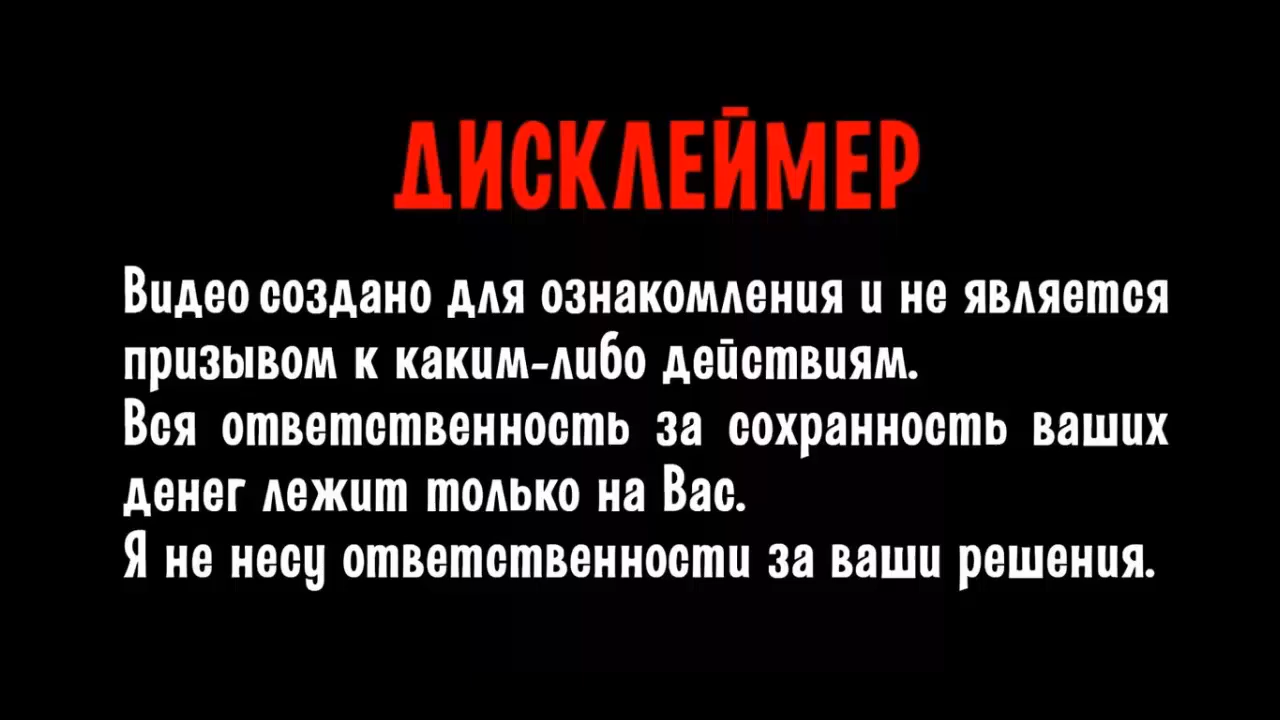 ДИСКЛЕЙМЕР
Видео создано для ознакомления и не является
призывом к каким-либо действиям.
Вся ответственность за сохранность ваших
денег лежит только на Вас.
Я не несу ответственности за ваши решения.